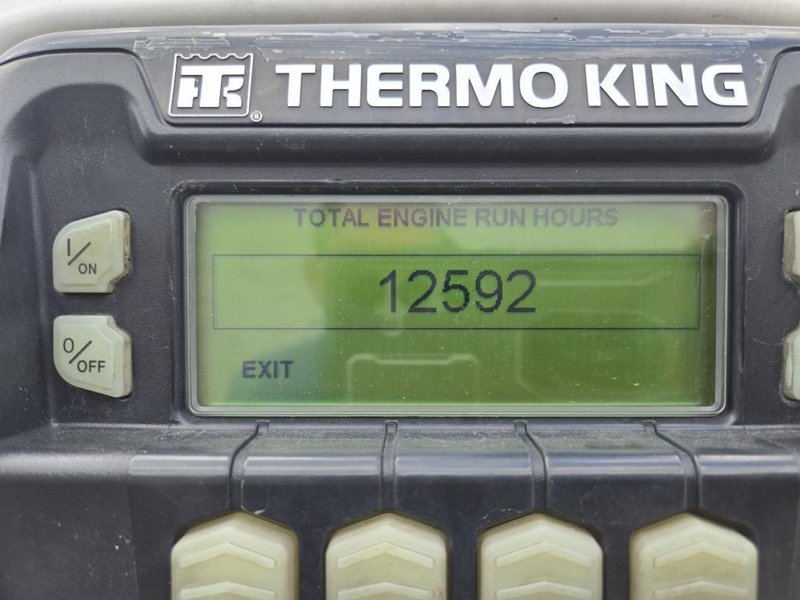 TK ® THERMO KING
TOTAL ENGINE RUN HOURS
I/ON
12592
O/OFF
EXIT